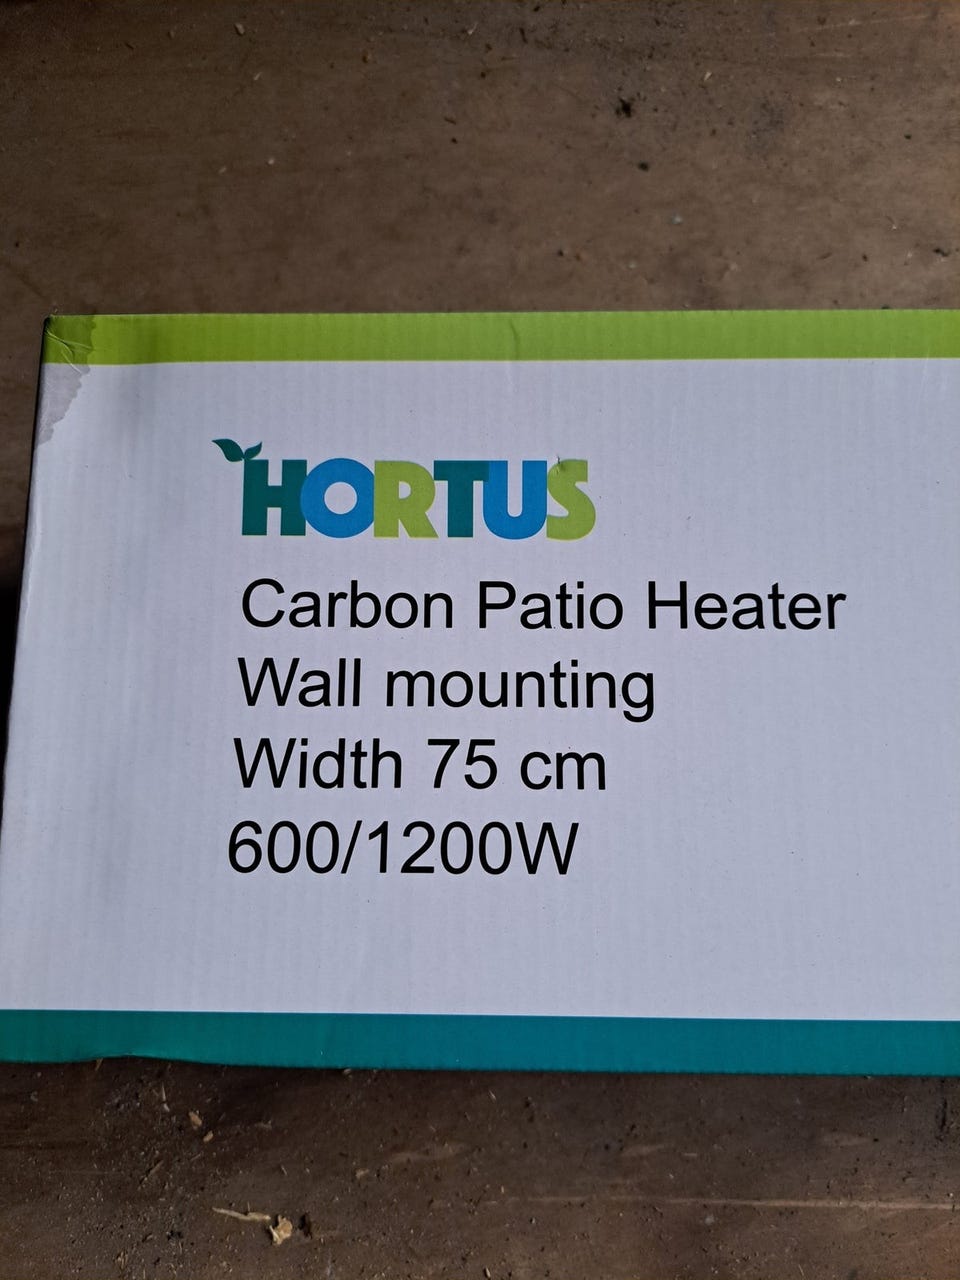 HORTUS
Carbon Patio Heater
Wall mounting
Width 75 cm
600/1200W